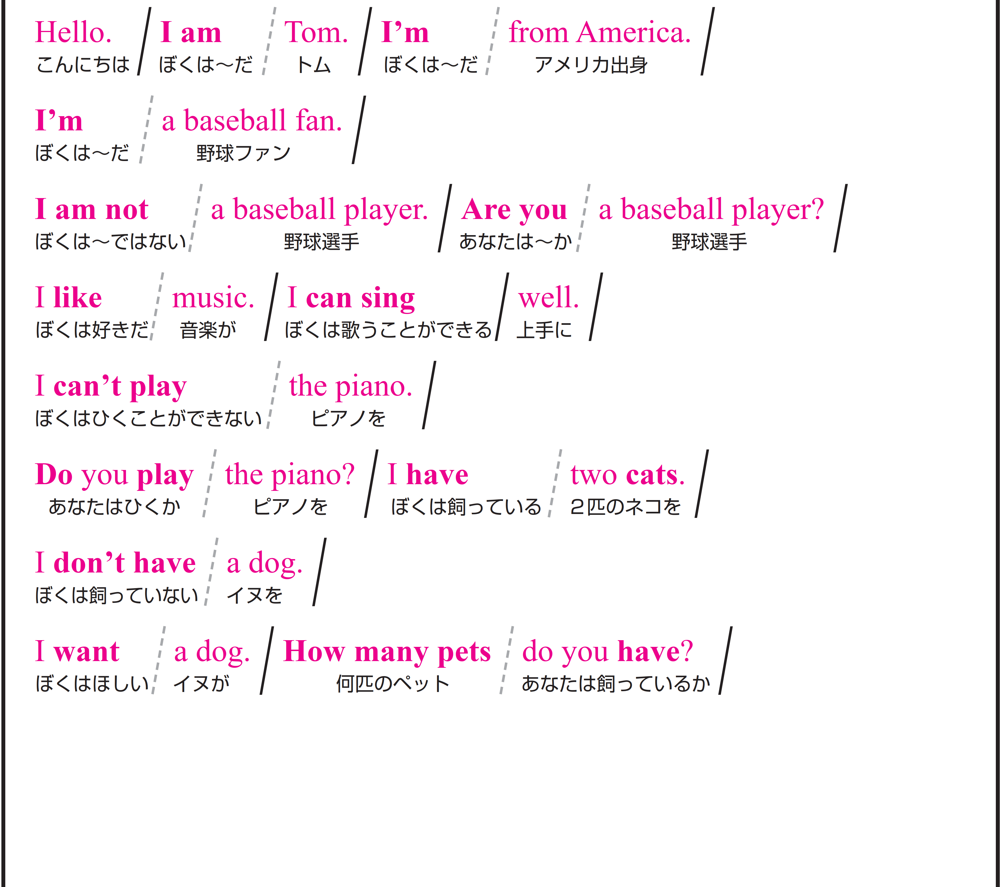 Hello. I am Tom. I’m from America.
こんにちは ぼくは～だ トム ぼくは～だ アメリカ出身
I’m a baseball fan.
ぼくは～だ 野球ファン
I am not a baseball player. Are you a baseball player?
ぼくは～ではない 野球選手 あなたは～か 野球選手
I like music. I can sing well.
ぼくは好きだ 音楽が ぼくは歌うことができる 上手に
I can’t play the piano.
ぼくはひくことができない ピアノを
Do you play the piano? I have two cats.
あなたはひくか ピアノを ぼくは飼っている 2匹のネコを
I don’t have a dog.
ぼくは飼っていない イヌを
I want a dog. How many pets do you have?
ぼくはほしい イヌが 何匹のペット あなたは飼っているか